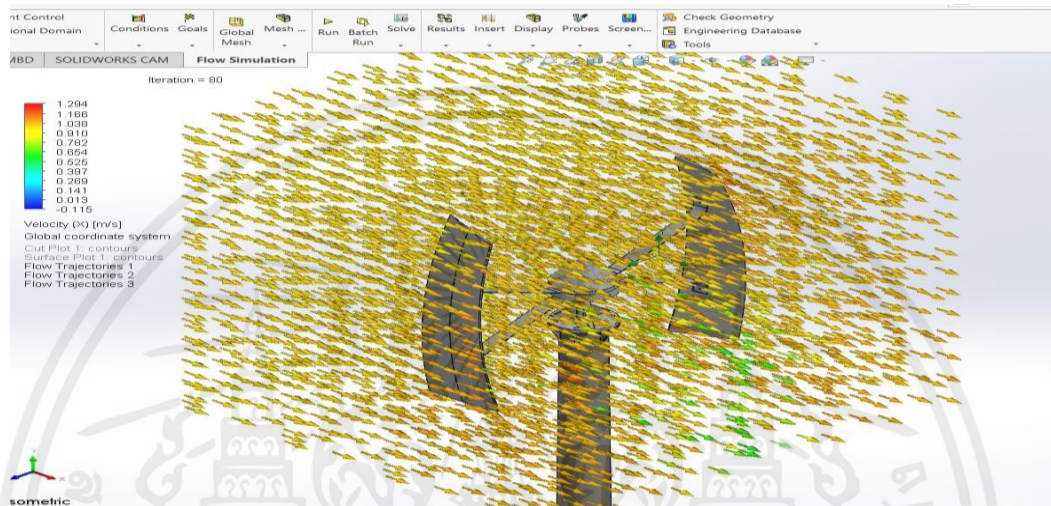 nt Control
ional Domain
Conditions
Goals
Global Mesh
Mesh ...
Run
Batch Run
Solve
Results
Insert
Display
Probes
Screen...
Check Geometry
Engineering Database
Tools
MBD
SOLIDWORKS CAM
Flow Simulation
Iteration = 80
1.294
1.166
1.038
0.910
0.782
0.654
0.525
0.397
0.269
0.141
0.013
-0.115
Velocity (X) [m/s]
Global coordinate system
Cut Plot 1: contours
Surface Plot 1: contours
Flow Trajectories 1
Flow Trajectories 2
Flow Trajectories 3
Y
X
sometric